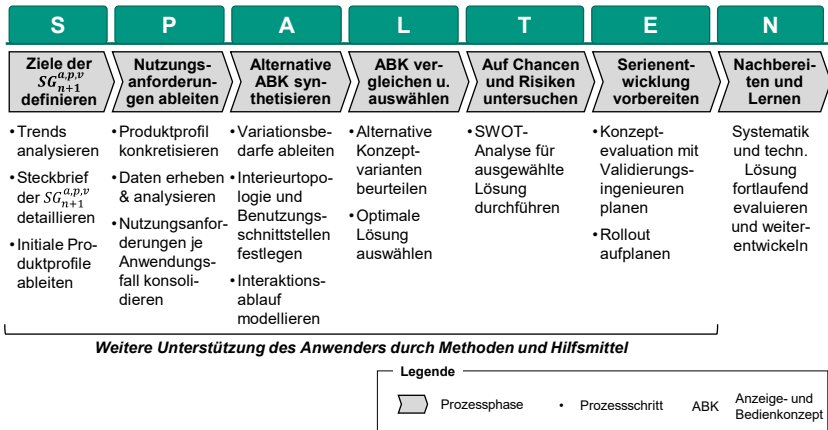 S
P
A
L
T
E
N
Ziele der
SG_{n+1}^{a,p,v}
definieren
Nutzungs-
anforderun-
gen ableiten
Alternative
ABK syn-
thetisieren
ABK ver-
gleichen u.
auswählen
Auf Chancen
und Risiken
untersuchen
Serienent-
wicklung
vorbereiten
Nachberei-
ten und
Lernen
• Trends
analysieren
• Steckbrief
der SG_{n+1}^{a,p,v}
detaillieren
• Initiale Pro-
duktprofile
ableiten
• Produktprofil
konkretisieren
• Daten erheben
& analysieren
• Nutzungsanfor-
derungen je
Anwendungs-
fall konsoli-
dieren
• Variationsbe-
darfe ableiten
• Interieurtopo-
logie und
Benutzungs-
schnittstellen
festlegen
• Interaktions-
ablauf
modellieren
• Alternative
Konzept-
varianten
beurteilen
• Optimale
Lösung
auswählen
• SWOT-
Analyse für
ausgewählte
Lösung
durchführen
• Konzept-
evaluation mit
Validierungs-
ingenieuren
planen
• Rollout
aufplanen
Systematik
und techn.
Lösung
fortlaufend
evaluieren
und weiter-
entwickeln
Weitere Unterstützung des Anwenders durch Methoden und Hilfsmittel
Legende
Prozessphase
• Prozessschritt
ABK
Anzeige- und
Bedienkonzept